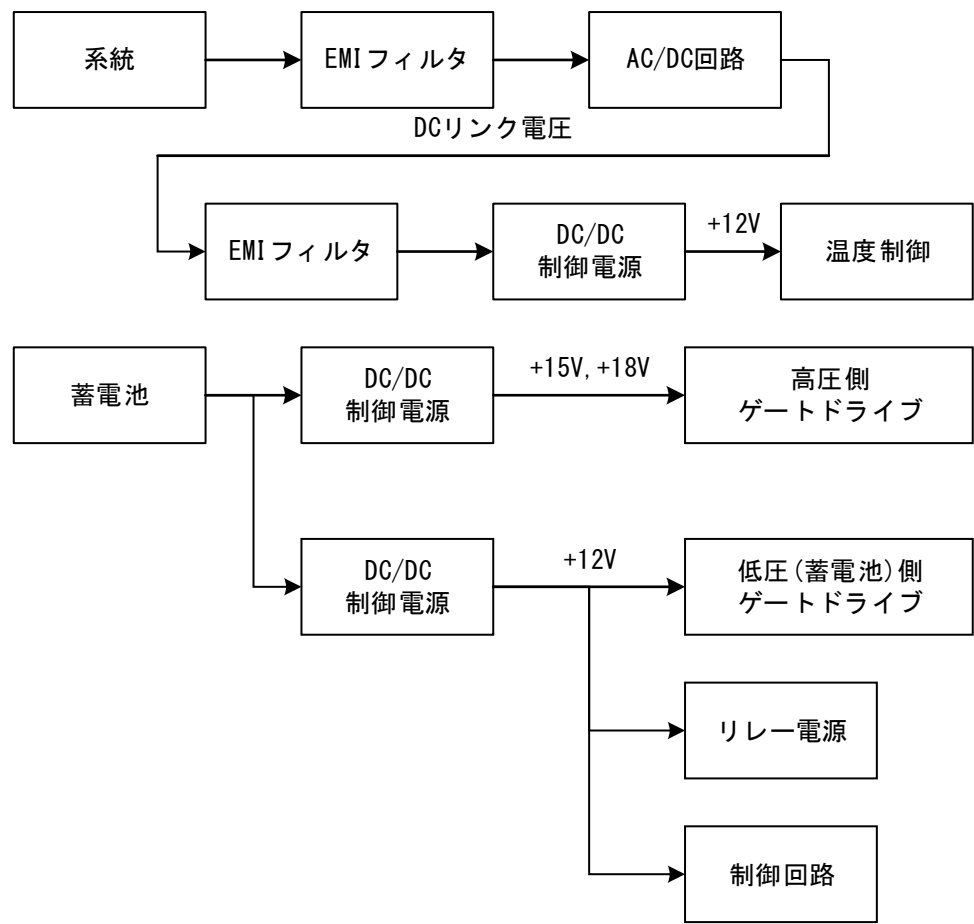 系統
EMIフィルタ
AC/DC回路
DCリンク電圧
EMIフィルタ
DC/DC
制御電源
+12V
温度制御
蓄電池
DC/DC
制御電源
+15V,+18V
高圧側
ゲートドライブ
DC/DC
制御電源
+12V
低圧(蓄電池)側
ゲートドライブ
リレー電源
制御回路